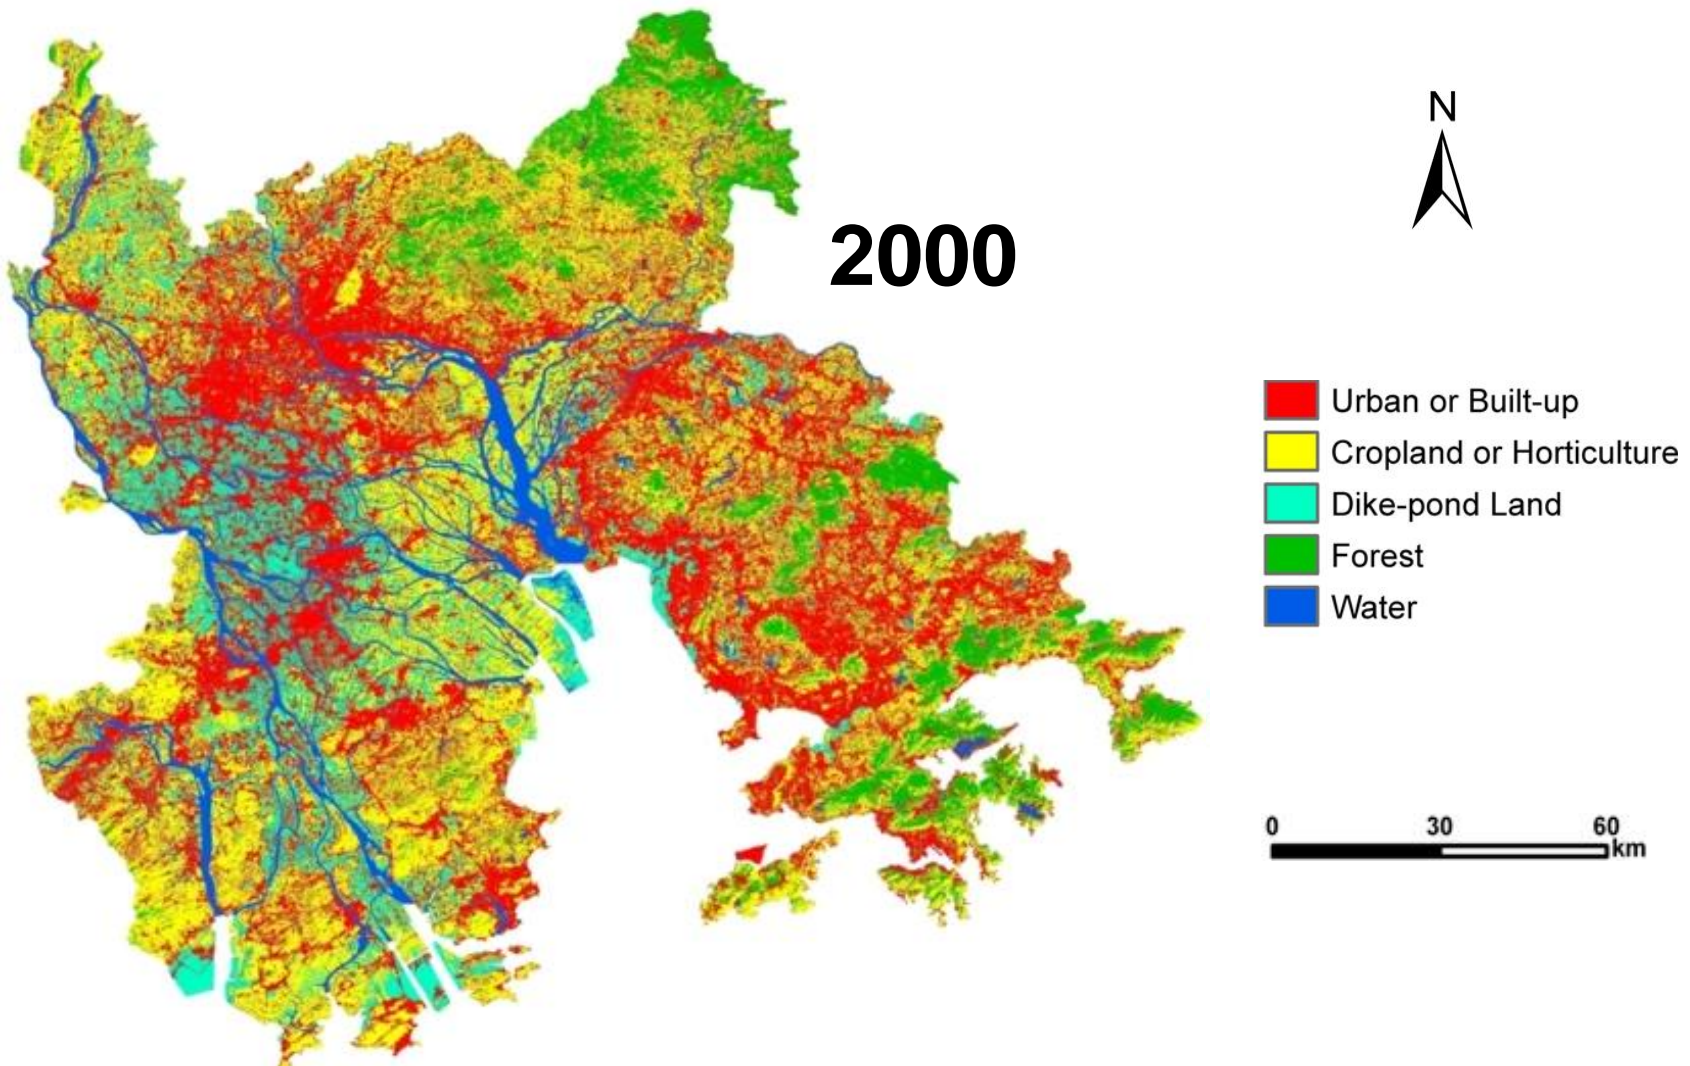 N
2000
Urban or Built-up
Cropland or Horticulture
Dike-pond Land
Forest
Water
0 30 60
km